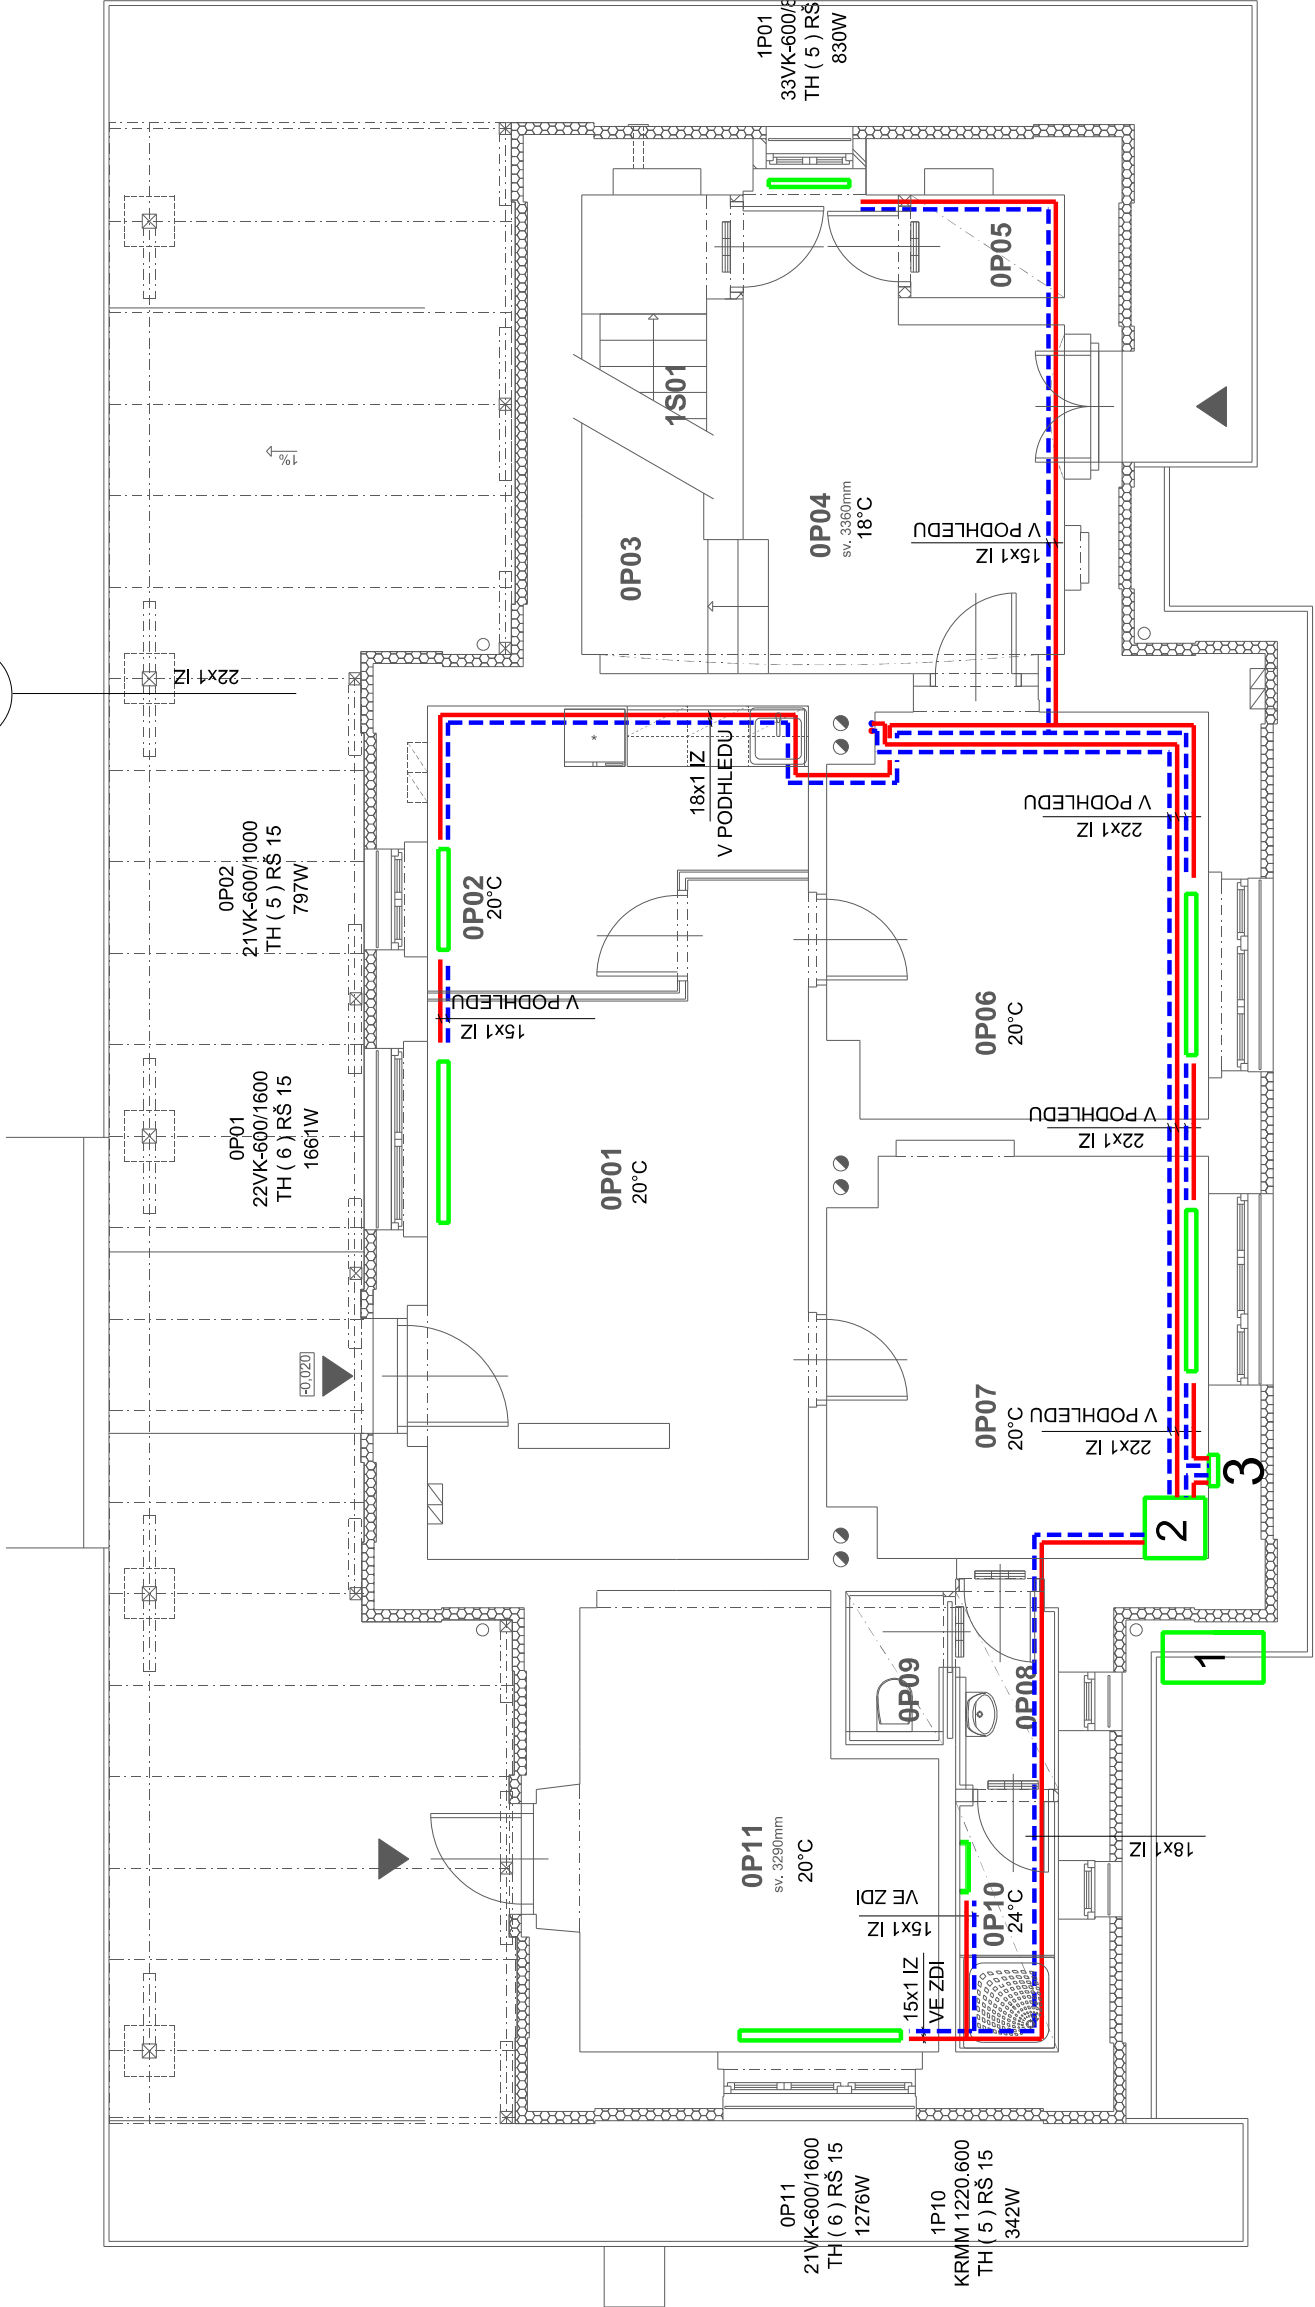 1P01
TH ( 5 ) RŠ
830W
22x1 IZ
1%
0P05
1S01
0P03
0P04
sv. 3360mm
18°C
V PODHLEDU
15x1 IZ
0P02
21VK-600/1000
TH ( 5 ) RŠ 15
797W
*
18x1 IZ
V PODHLEDU
0P02
20°C
V PODHLEDU
15x1 IZ
V PODHLEDU
22x1 IZ
0P01
22VK-600/1600
TH ( 6 ) RŠ 15
1661W
0P01
20°C
0P06
20°C
V PODHLEDU
22x1 IZ
-0,020
0P07
20°C
V PODHLEDU
22x1 IZ
3
2
1
0P09
0P08
0P11
sv. 3290mm
20°C
18x1 IZ
VE ZDI
15x1 IZ
0P10
24°C
15x1 IZ
VE ZDI
0P11
21VK-600/1600
TH ( 6 ) RŠ 15
1276W
1P10
KRMM 1220.600
TH ( 5 ) RŠ 15
342W